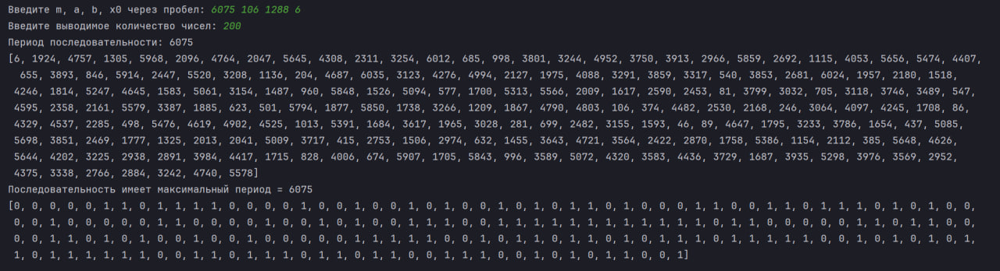 Введите m, a, b, x0 через пробел: 6075 106 1288 6
Введите выводимое количество чисел: 200
Период последовательности: 6075
[6, 1924, 4757, 1305, 5968, 2096, 4764, 2047, 5645, 4308, 2311, 3254, 6012, 685, 998, 3801, 3244, 4952, 3750, 3913, 2966, 5859, 2692, 1115, 4053, 5656, 5474, 4407,
655, 3893, 846, 5914, 2447, 5520, 3208, 1136, 204, 4687, 6035, 3123, 4276, 4994, 2127, 1975, 4088, 3291, 3859, 3317, 540, 3853, 2681, 6024, 1957, 2180, 1518,
4246, 1814, 5247, 4645, 1583, 5061, 3154, 1487, 960, 5848, 1526, 5094, 577, 1700, 5313, 5566, 2009, 1617, 2590, 2453, 81, 3799, 3032, 705, 3118, 3746, 3489, 547,
4595, 2358, 2161, 5579, 3387, 1885, 623, 501, 5794, 1877, 5850, 1738, 3266, 1209, 1867, 4790, 4803, 106, 374, 4482, 2530, 2168, 246, 3064, 4097, 4245, 1708, 86,
4329, 4537, 2285, 498, 5476, 4619, 4902, 4525, 1013, 5391, 1684, 3617, 1965, 3028, 281, 699, 2482, 3155, 1593, 46, 89, 4647, 1795, 3233, 3786, 1654, 437, 5085,
5698, 3851, 2469, 1777, 1325, 2013, 2041, 5009, 3717, 415, 2753, 1506, 2974, 632, 1455, 3643, 4721, 3564, 2422, 2870, 1758, 5386, 1154, 2112, 385, 5648, 4626,
5644, 4202, 3225, 2938, 2891, 3984, 4417, 1715, 828, 4006, 674, 5907, 1705, 5843, 996, 3589, 5072, 4320, 3583, 4436, 3729, 1687, 3935, 5298, 3976, 3569, 2952,
4375, 3338, 2766, 2884, 3242, 4740, 5578]
Последовательность имеет максимальный период = 6075
[0, 0, 0, 0, 0, 1, 1, 0, 1, 1, 1, 1, 0, 0, 0, 0, 1, 0, 0, 1, 0, 0, 1, 0, 1, 0, 0, 1, 0, 1, 0, 1, 1, 0, 1, 0, 0, 0, 1, 1, 0, 0, 1, 1, 0, 1, 1, 1, 0, 1, 0, 1, 0, 0,
0, 0, 1, 0, 0, 0, 0, 0, 1, 1, 0, 0, 0, 0, 1, 0, 0, 1, 0, 1, 0, 0, 1, 0, 1, 1, 1, 0, 0, 1, 1, 1, 1, 1, 1, 1, 1, 1, 1, 1, 0, 1, 1, 0, 0, 0, 0, 0, 1, 1, 0, 1, 1, 0, 0,
0, 0, 1, 1, 0, 1, 0, 1, 0, 0, 1, 0, 0, 1, 0, 0, 0, 0, 0, 1, 1, 1, 1, 1, 0, 0, 1, 0, 1, 1, 0, 1, 1, 0, 1, 0, 1, 1, 1, 0, 1, 1, 1, 1, 1, 0, 0, 1, 0, 1, 0, 1, 0, 1,
1, 0, 1, 1, 1, 1, 1, 1, 0, 0, 1, 1, 0, 1, 1, 1, 0, 1, 1, 0, 1, 1, 0, 0, 1, 1, 1, 0, 0, 1, 0, 1, 0, 1, 1, 0, 0, 1]